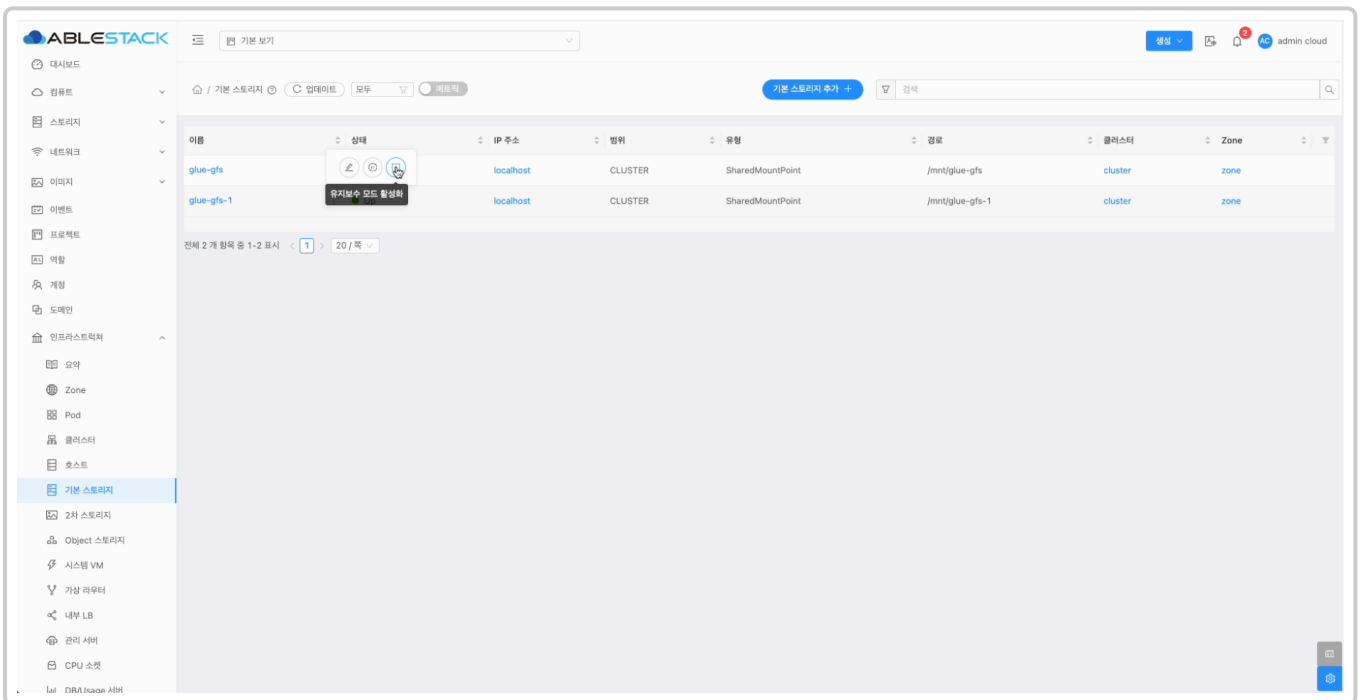 ABLESTACK
기본 보기
생성
2
AC
admin cloud
대시보드
컴퓨트
스토리지
네트워크
이미지
이벤트
프로젝트
역할
계정
도메인
인프라스트럭쳐
요약
Zone
Pod
클러스터
호스트
기본 스토리지
2차 스토리지
Object 스토리지
시스템 VM
가상 라우터
내부 LB
관리 서버
CPU 소켓
DB/Usage 서버
/ 기본 스토리지
업데이트
모두
메트릭
기본 스토리지 추가 +
검색
이름 상태 IP 주소 범위 유형 경로 클러스터 Zone
glue-gfs localhost CLUSTER SharedMountPoint /mnt/glue-gfs cluster zone
유지보수 모드 활성화
glue-gfs-1 Up localhost CLUSTER SharedMountPoint /mnt/glue-gfs-1 cluster zone
전체 2 개 항목 중 1-2 표시 < 1 > 20 / 쪽